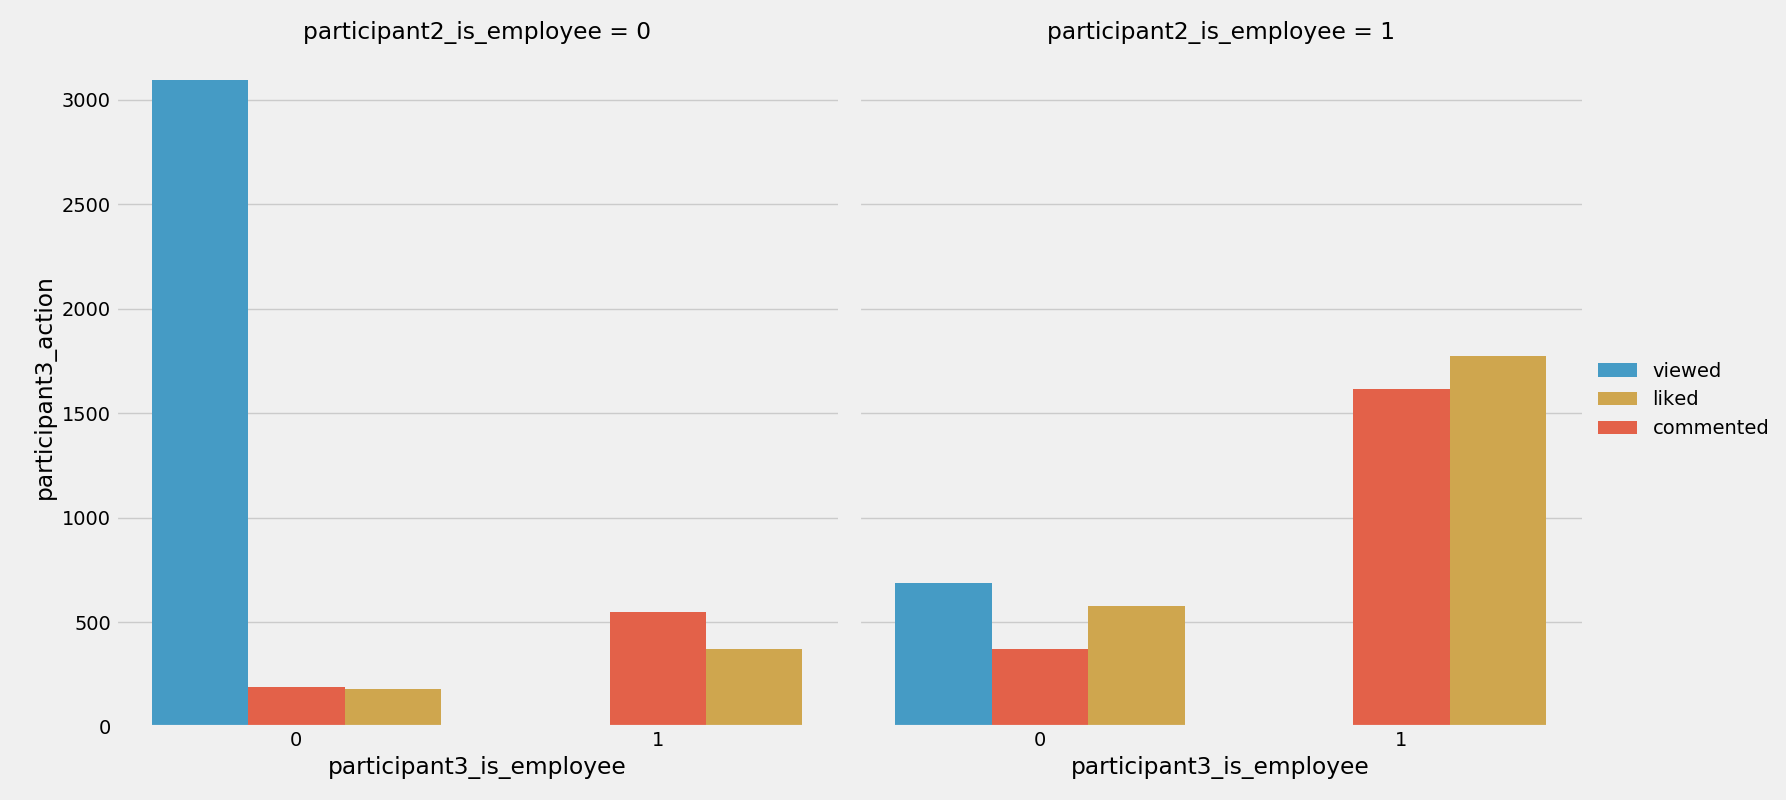 participant2_is_employee = 0
participant2_is_employee = 1
participant3_action
3000
2500
2000
1500
1000
500
0
0
1
participant3_is_employee
0
1
participant3_is_employee
viewed
liked
commented